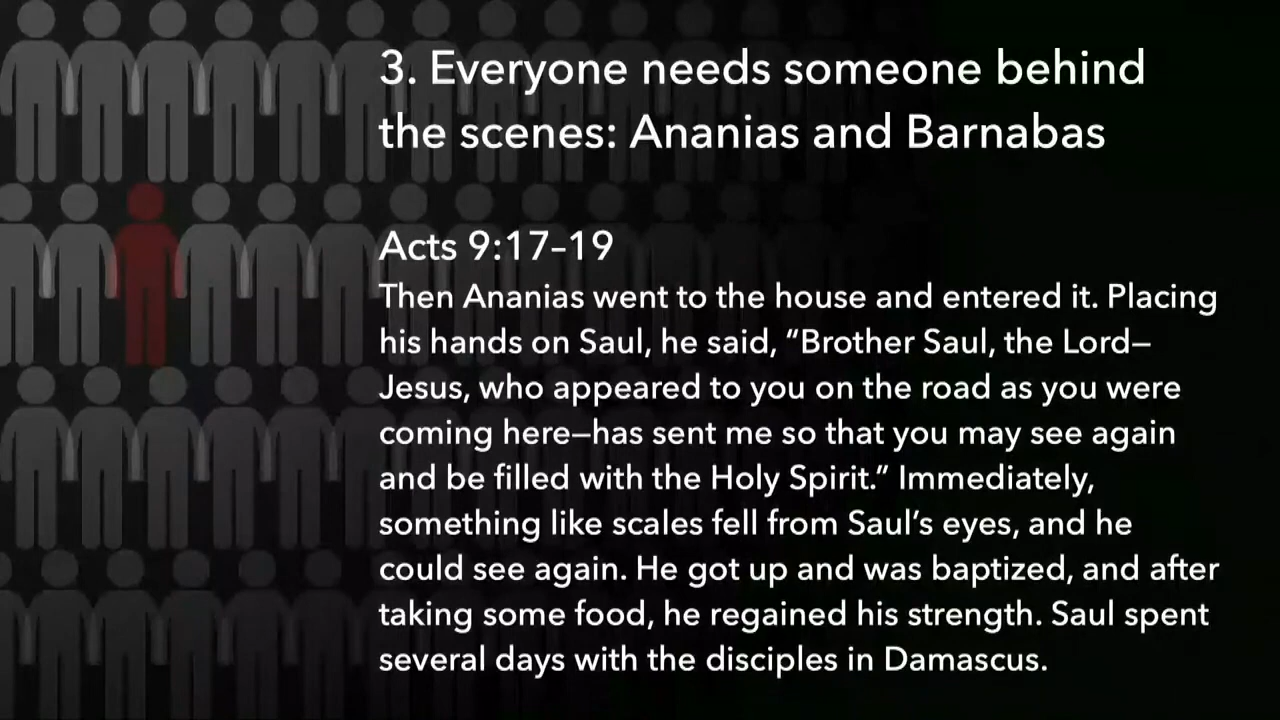 3. Everyone needs someone behind
the scenes: Ananias and Barnabas
Acts 9:17–19
Then Ananias went to the house and entered it. Placing
his hands on Saul, he said, “Brother Saul, the Lord—
Jesus, who appeared to you on the road as you were
coming here—has sent me so that you may see again
and be filled with the Holy Spirit.” Immediately,
something like scales fell from Saul’s eyes, and he
could see again. He got up and was baptized, and after
taking some food, he regained his strength. Saul spent
several days with the disciples in Damascus.